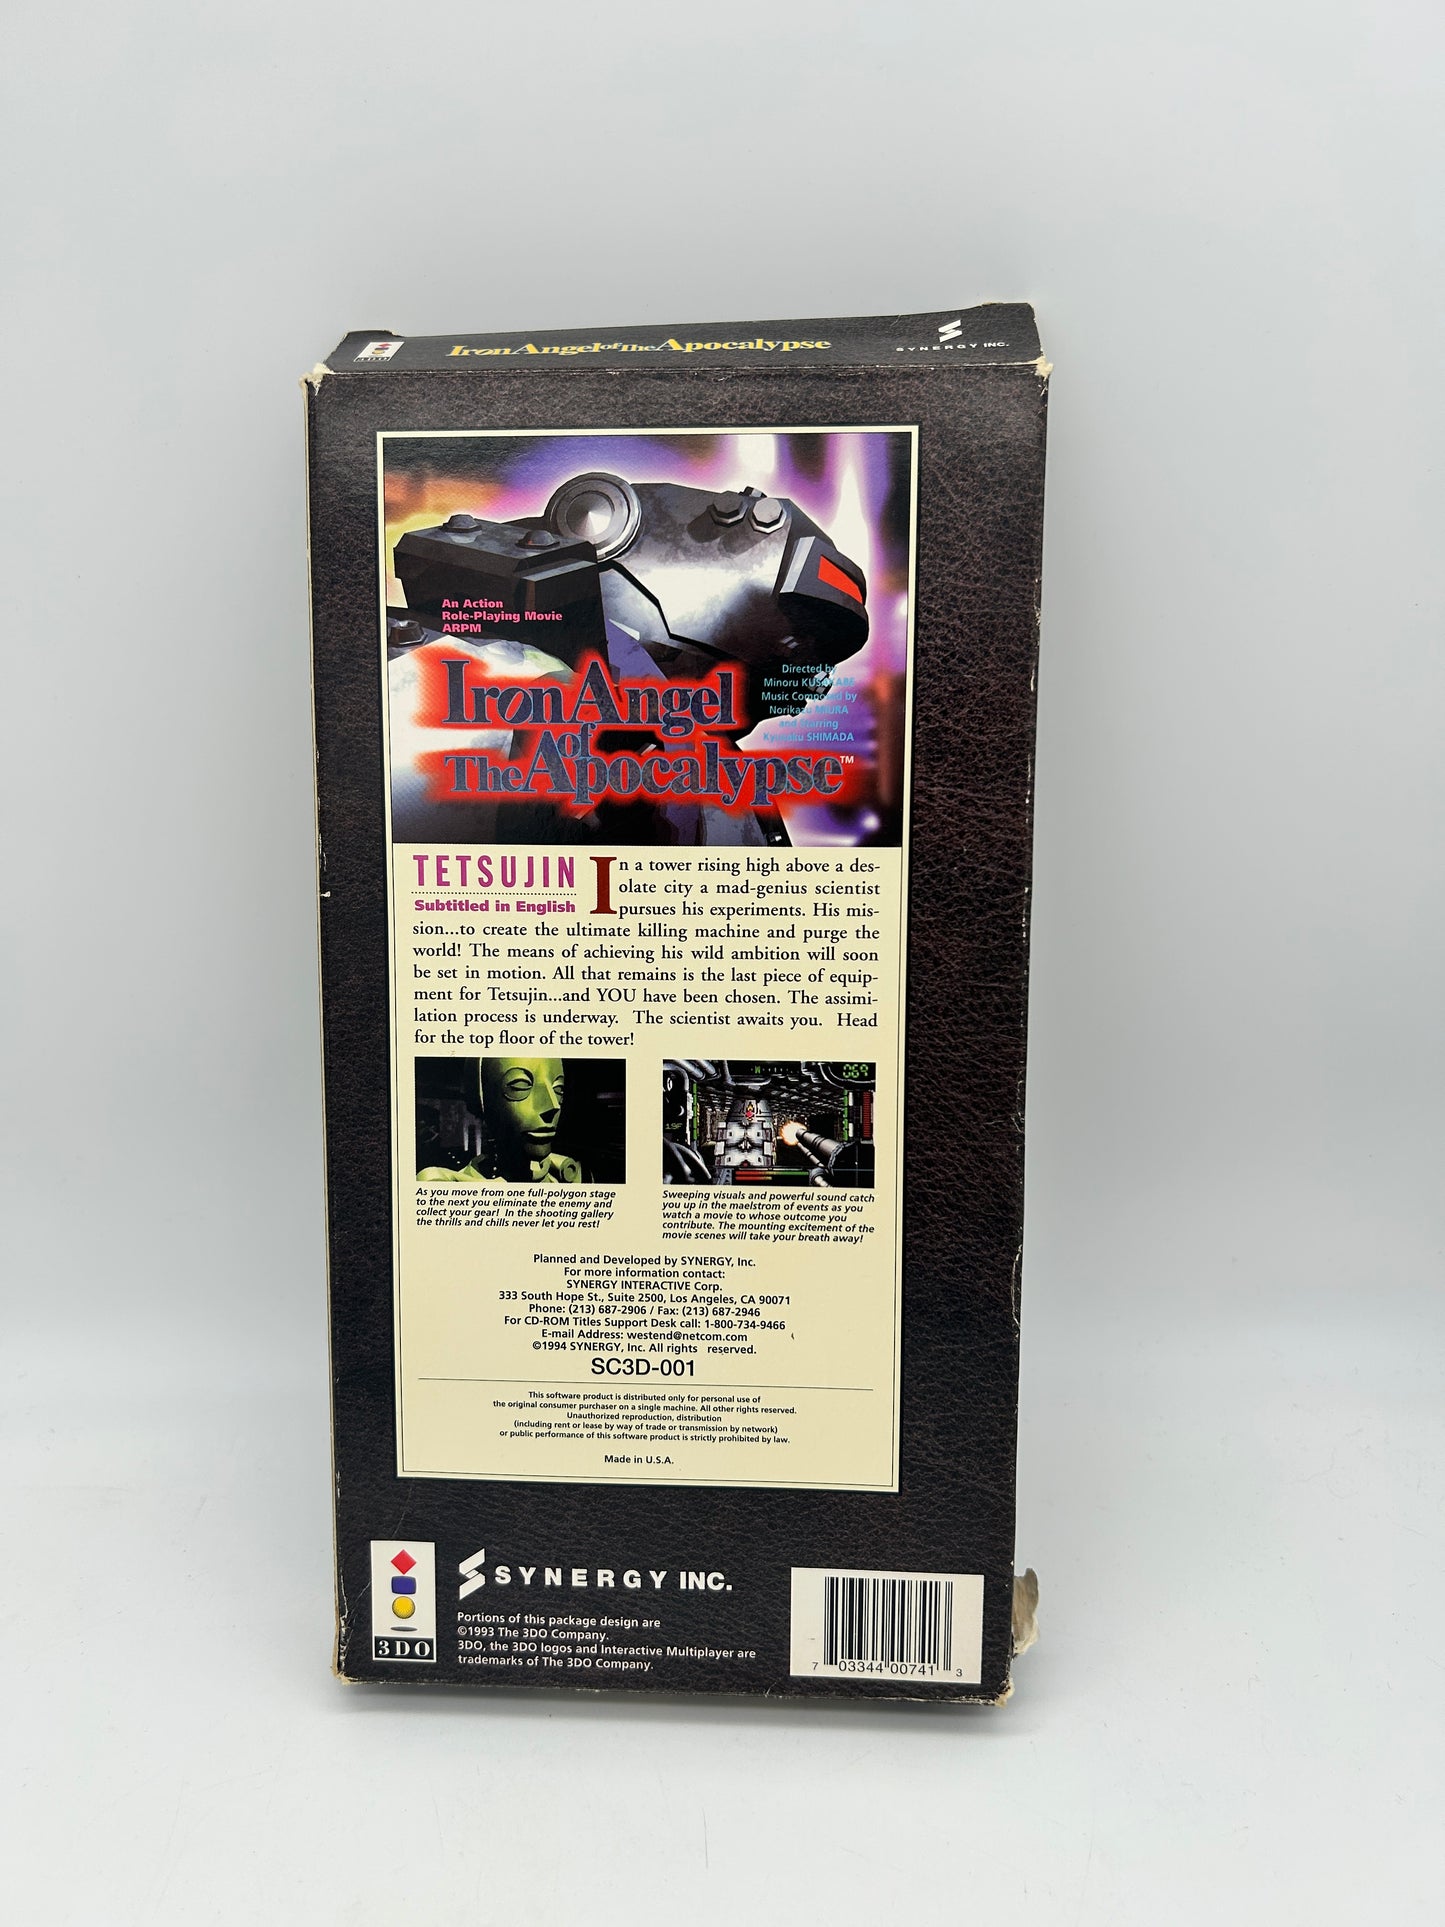 3DO
Iron Angel of The Apocalypse
SYNERGY INC.
An Action
Role-Playing Movie
ARPM
Directed by
Minoru KUSAKABE
Music Composed by
Norikazu MIURA
and Starring
Kyusaku SHIMADA
Iron Angel
of
The Apocalypse™
TETSUJIN
Subtitled in English
In a tower rising high above a des-
olate city a mad-genius scientist
pursues his experiments. His mis-
sion...to create the ultimate killing machine and purge the
world! The means of achieving his wild ambition will soon
be set in motion. All that remains is the last piece of equip-
ment for Tetsujin...and YOU have been chosen. The assimi-
lation process is underway. The scientist awaits you. Head
for the top floor of the tower!
069
As you move from one full-polygon stage
to the next you eliminate the enemy and
collect your gear! In the shooting gallery
the thrills and chills never let you rest!
Sweeping visuals and powerful sound catch
you up in the maelstrom of events as you
watch a movie to whose outcome you
contribute. The mounting excitement of the
movie scenes will take your breath away!
Planned and Developed by SYNERGY, Inc.
For more information contact:
SYNERGY INTERACTIVE Corp.
333 South Hope St., Suite 2500, Los Angeles, CA 90071
Phone: (213) 687-2906 / Fax: (213) 687-2946
For CD-ROM Titles Support Desk call: 1-800-734-9466
E-mail Address: westend@netcom.com
©1994 SYNERGY, Inc. All rights reserved.
SC3D-001
This software product is distributed only for personal use of
the original consumer purchaser on a single machine. All other rights reserved.
Unauthorized reproduction, distribution
(including rent or lease by way of trade or transmission by network)
or public performance of this software product is strictly prohibited by law.
Made in U.S.A.
3DO
SYNERGY INC.
Portions of this package design are
©1993 The 3DO Company.
3DO, the 3DO logos and Interactive Multiplayer are
trademarks of The 3DO Company.
7 03344 00741 3